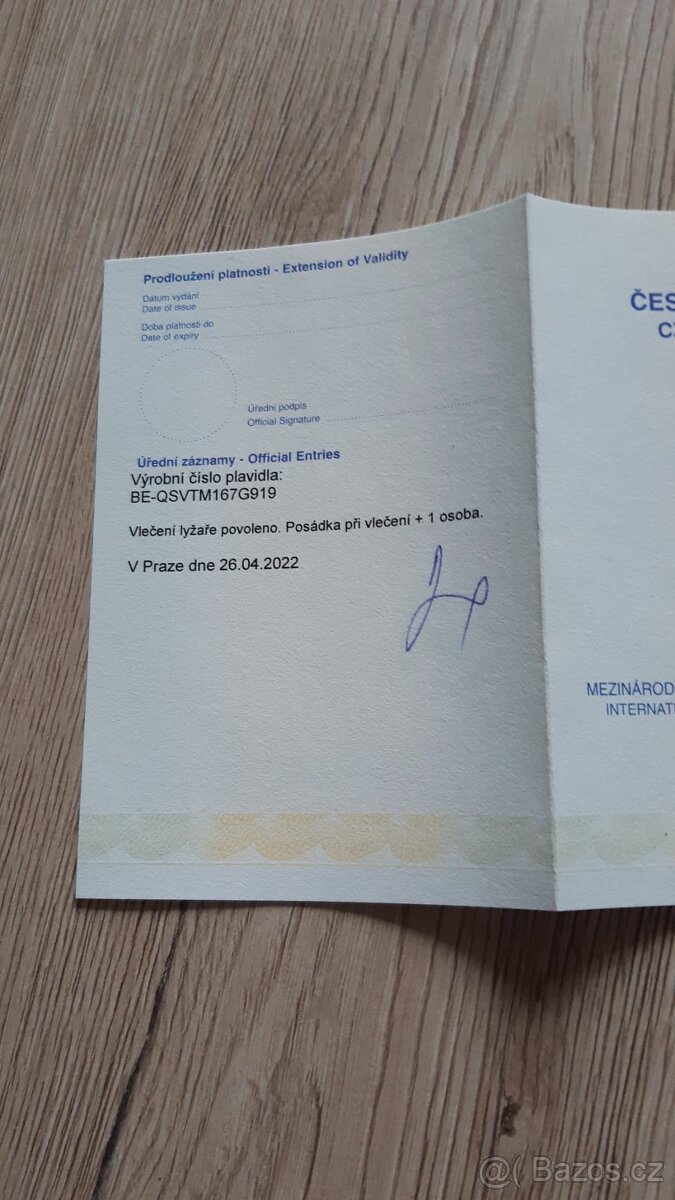 Prodloužení platnosti - Extension of Validity
Datum vydání
Date of issue
Doba platnosti do
Date of expiry
Úřední podpis
Official Signature
Úřední záznamy - Official Entries
Výrobní číslo plavidla:
BE-QSVTM167G919
Vlečení lyžaře povoleno. Posádka při vlečení + 1 osoba.
V Praze dne 26.04.2022
ČES
CZ
MEZINÁROD
INTERNATI
@( Bazos.cz